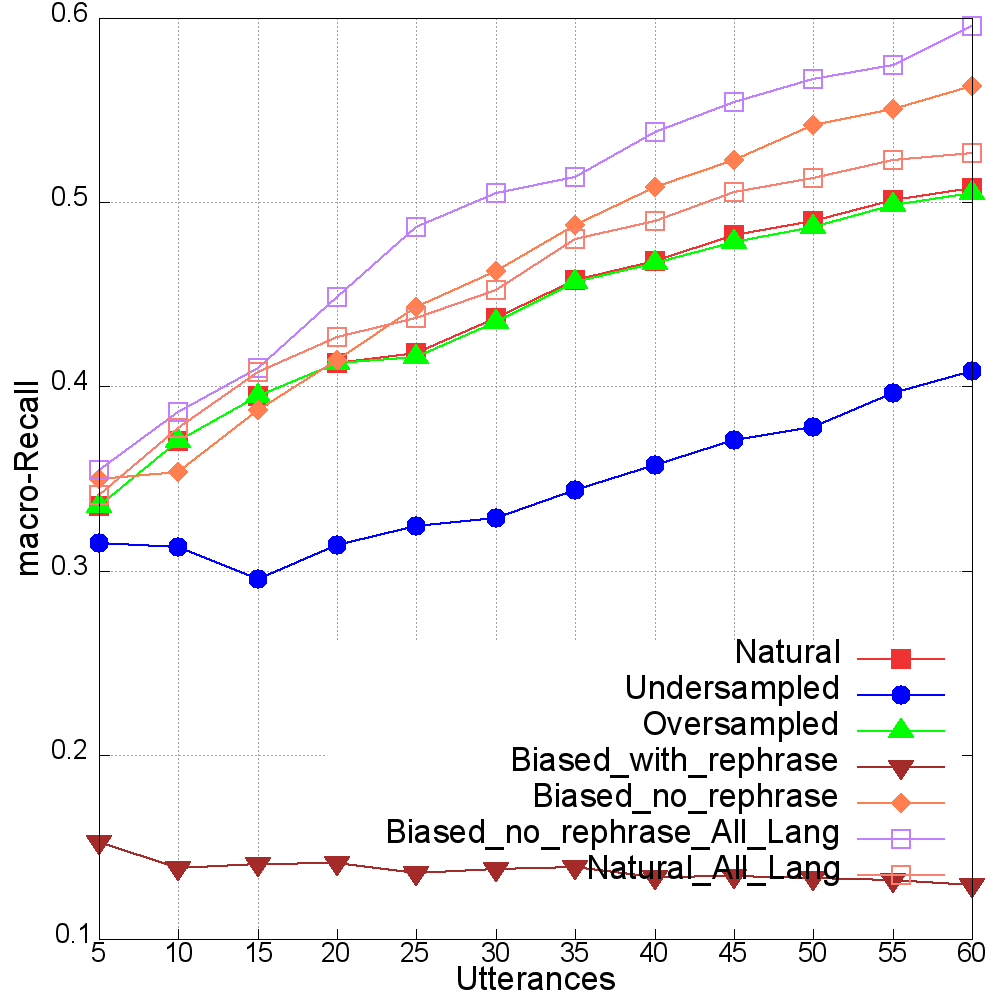 0.6
0.5
0.4
0.3
0.2
0.1
macro-Recall
Natural
Undersampled
Oversampled
Biased_with_rephrase
Biased_no_rephrase
Biased_no_rephrase_All_Lang
Natural_All_Lang
5 10 15 20 25 30 35 40 45 50 55 60
Utterances